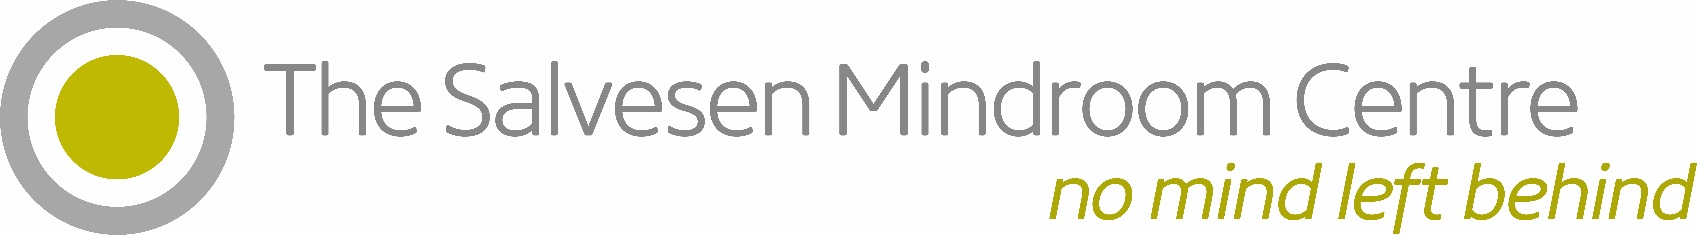 The Salvesen Mindroom Centre
no mind left behind